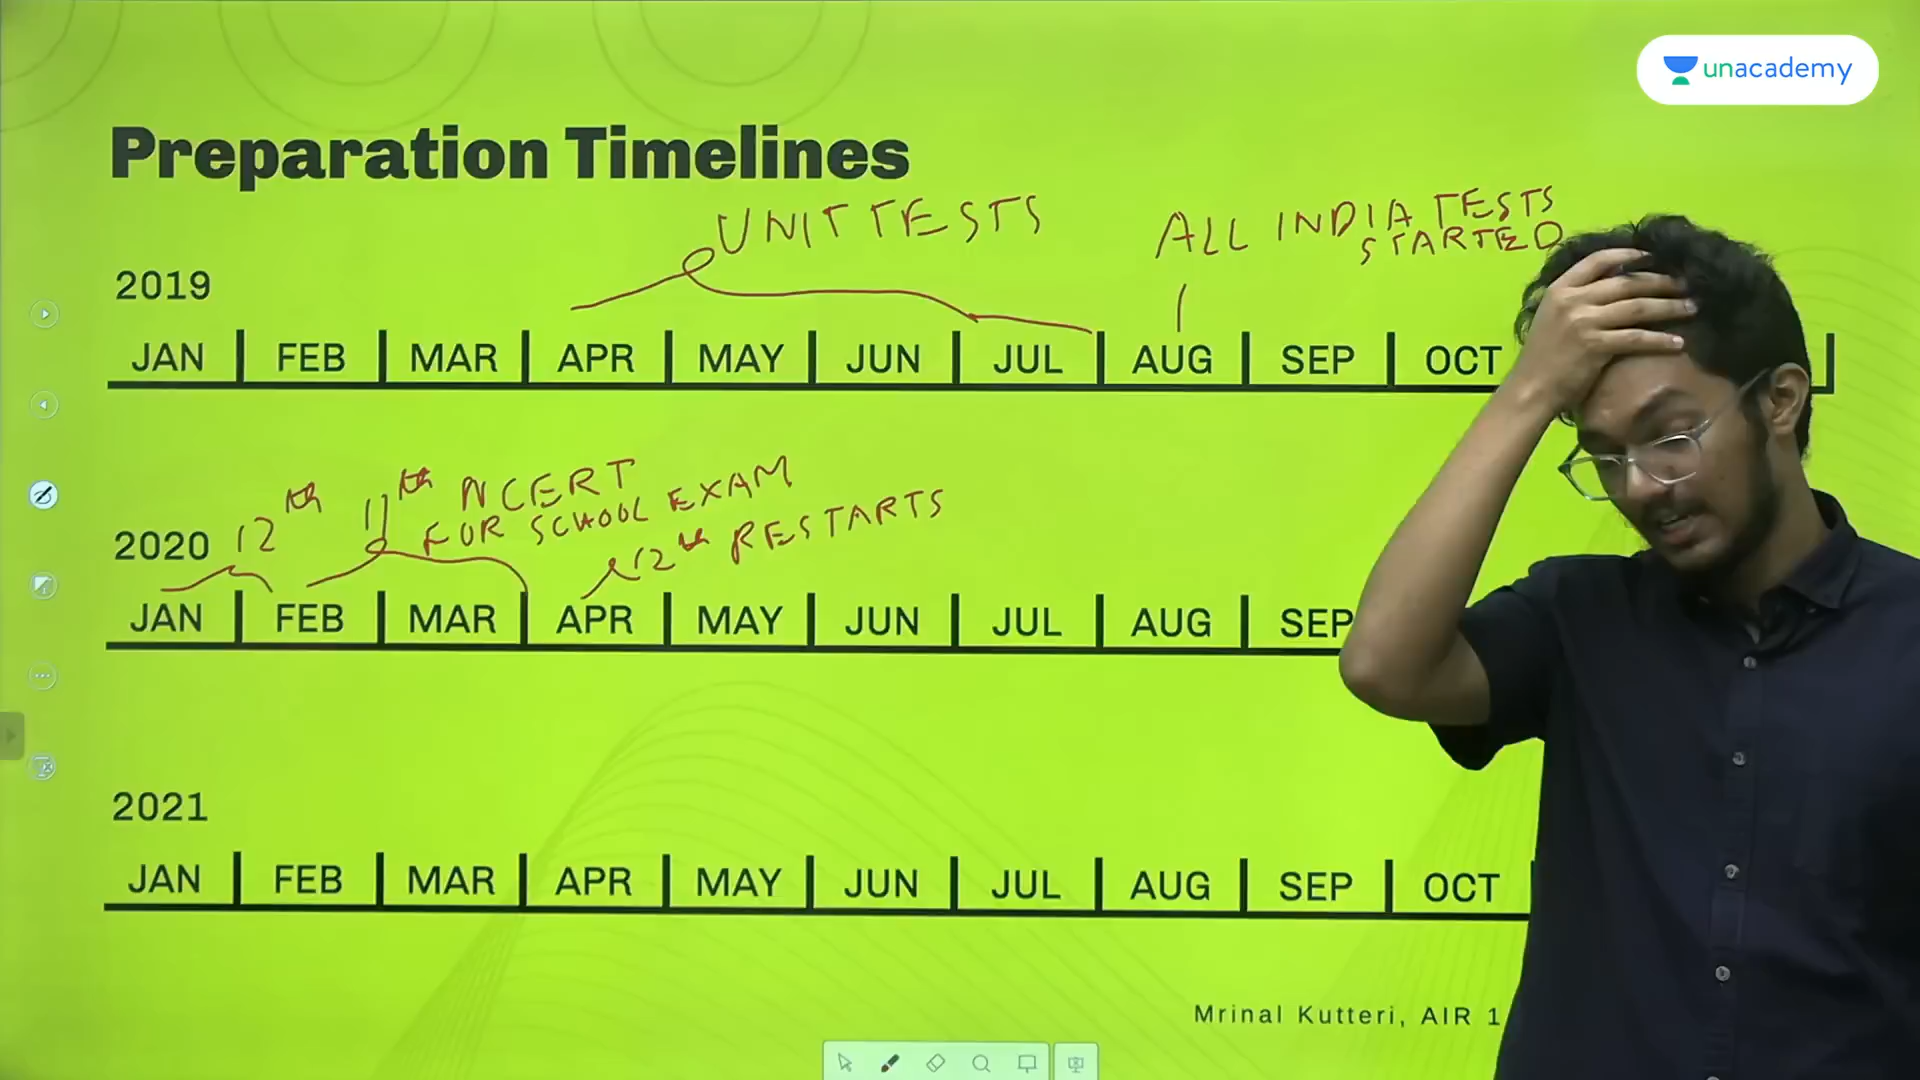 unacademy
Preparation Timelines
UNIT TESTS
ALL INDIA TESTS
STARTED
2019
JAN FEB MAR APR MAY JUN JUL AUG SEP OCT
12th
11th NCERT
FOR SCHOOL EXAM
12th RESTARTS
2020
JAN FEB MAR APR MAY JUN JUL AUG SEP
2021
JAN FEB MAR APR MAY JUN JUL AUG SEP OCT
Mrinal Kutteri, AIR 1